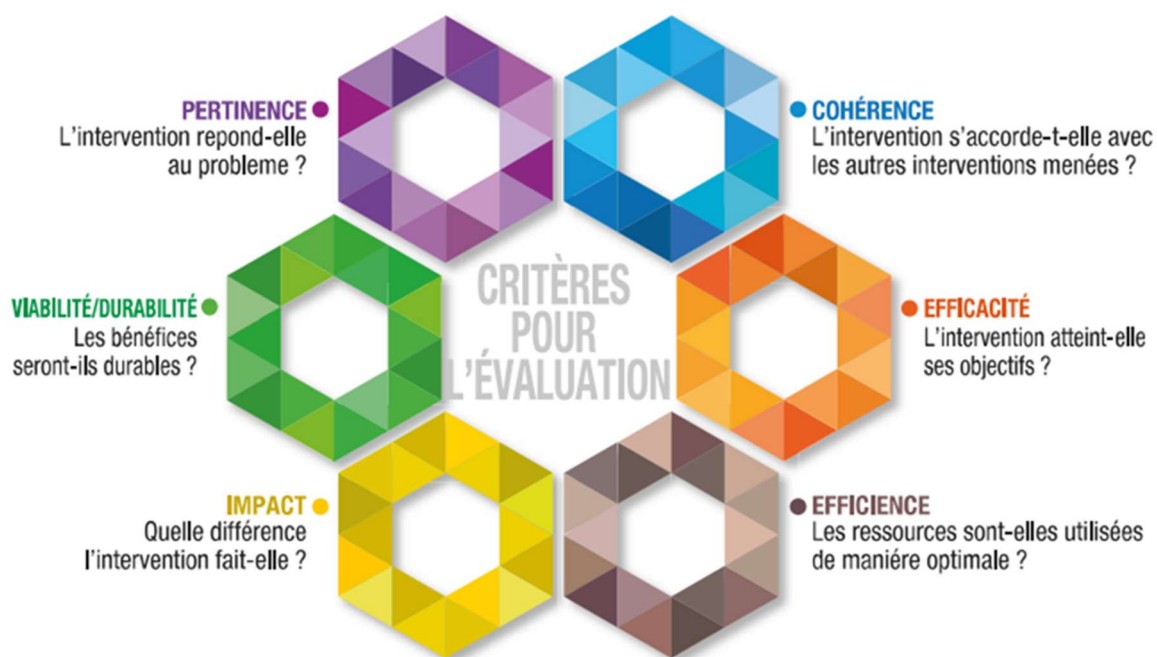 PERTINENCE
L'intervention repond-elle
au probleme ?
COHÉRENCE
L'intervention s'accorde-t-elle avec
les autres interventions menées ?
CRITÈRES
POUR
L'ÉVALUATION
VIABILITÉ/DURABILITÉ
Les bénéfices
seront-ils durables ?
EFFICACITÉ
L'intervention atteint-elle
ses objectifs ?
IMPACT
Quelle différence
l'intervention fait-elle ?
EFFICIENCE
Les ressources sont-elles utilisées
de maniére optimale ?